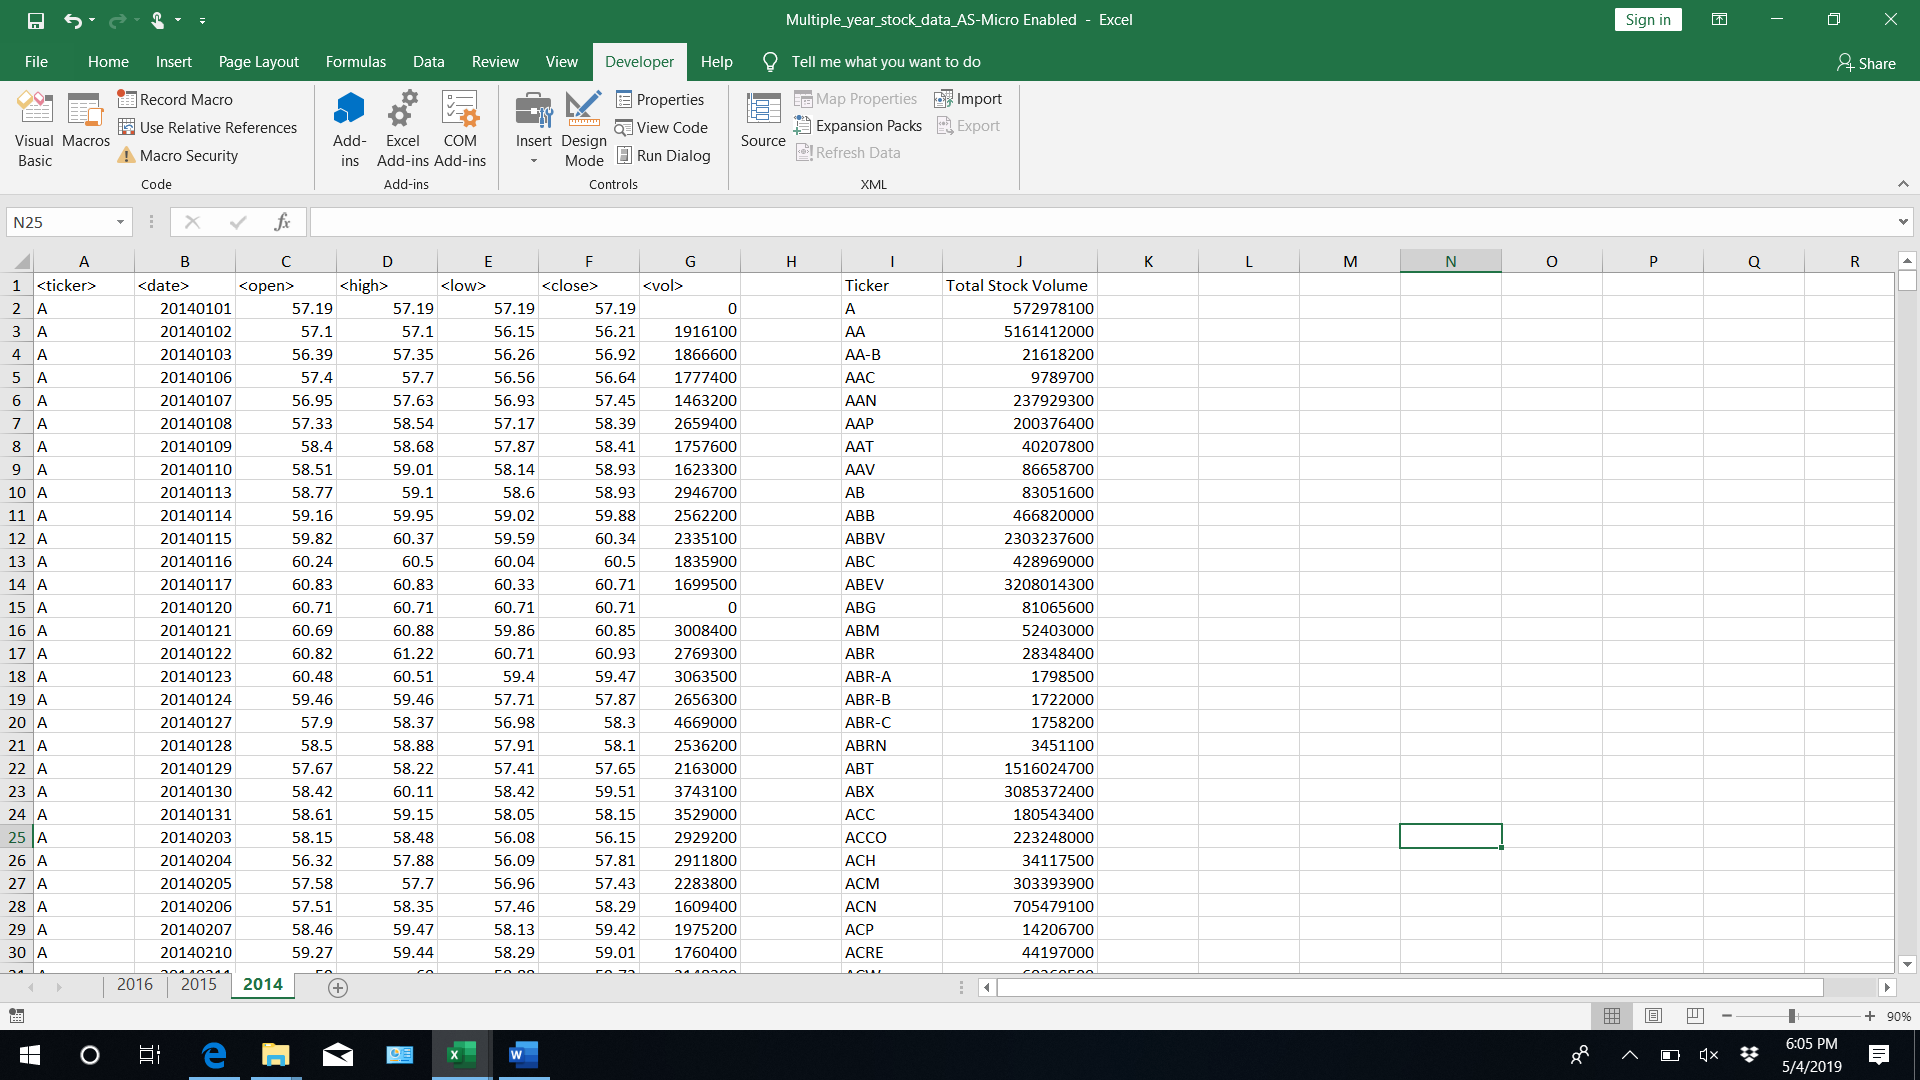 Multiple_year_stock_data_AS-Micro Enabled - Excel
Sign in
File Home Insert Page Layout Formulas Data Review View Developer Help Tell me what you want to do Share
Visual Basic
Macros
Record Macro
Use Relative References
Macro Security
Code
Add-ins
Excel Add-ins
COM Add-ins
Add-ins
Insert
Design Mode
Properties
View Code
Run Dialog
Controls
Source
Map Properties
Expansion Packs
Refresh Data
Import
Export
XML
N25
fx
A B C D E F G H I J K L M N O P Q R
1 <ticker> <date> <open> <high> <low> <close> <vol> Ticker Total Stock Volume
2 A 20140101 57.19 57.19 57.19 57.19 0 A 572978100
3 A 20140102 57.1 57.1 56.15 56.21 1916100 AA 5161412000
4 A 20140103 56.39 57.35 56.26 56.92 1866600 AA-B 21618200
5 A 20140106 57.4 57.7 56.56 56.64 1777400 AAC 9789700
6 A 20140107 56.95 57.63 56.93 57.45 1463200 AAN 237929300
7 A 20140108 57.33 58.54 57.17 58.39 2659400 AAP 200376400
8 A 20140109 58.4 58.68 57.87 58.41 1757600 AAT 40207800
9 A 20140110 58.51 59.01 58.14 58.93 1623300 AAV 86658700
10 A 20140113 58.77 59.1 58.6 58.93 2946700 AB 83051600
11 A 20140114 59.16 59.95 59.02 59.88 2562200 ABB 466820000
12 A 20140115 59.82 60.37 59.59 60.34 2335100 ABBV 2303237600
13 A 20140116 60.24 60.5 60.04 60.5 1835900 ABC 428969000
14 A 20140117 60.83 60.83 60.33 60.71 1699500 ABEV 3208014300
15 A 20140120 60.71 60.71 60.71 60.71 0 ABG 81065600
16 A 20140121 60.69 60.88 59.86 60.85 3008400 ABM 52403000
17 A 20140122 60.82 61.22 60.71 60.93 2769300 ABR 28348400
18 A 20140123 60.48 60.51 59.4 59.47 3063500 ABR-A 1798500
19 A 20140124 59.46 59.46 57.71 57.87 2656300 ABR-B 1722000
20 A 20140127 57.9 58.37 56.98 58.3 4669000 ABR-C 1758200
21 A 20140128 58.5 58.88 57.91 58.1 2536200 ABRN 3451100
22 A 20140129 57.67 58.22 57.41 57.65 2163000 ABT 1516024700
23 A 20140130 58.42 60.11 58.42 59.51 3743100 ABX 3085372400
24 A 20140131 58.61 59.15 58.05 58.15 3529000 ACC 180543400
25 A 20140203 58.15 58.48 56.08 56.15 2929200 ACCO 223248000
26 A 20140204 56.32 57.88 56.09 57.81 2911800 ACH 34117500
27 A 20140205 57.58 57.7 56.96 57.43 2283800 ACM 303393900
28 A 20140206 57.51 58.35 57.46 58.29 1609400 ACN 705479100
29 A 20140207 58.46 59.47 58.13 59.42 1975200 ACP 14206700
30 A 20140210 59.27 59.44 58.29 59.01 1760400 ACRE 44197000
2016 2015 2014
90%
6:05 PM
5/4/2019